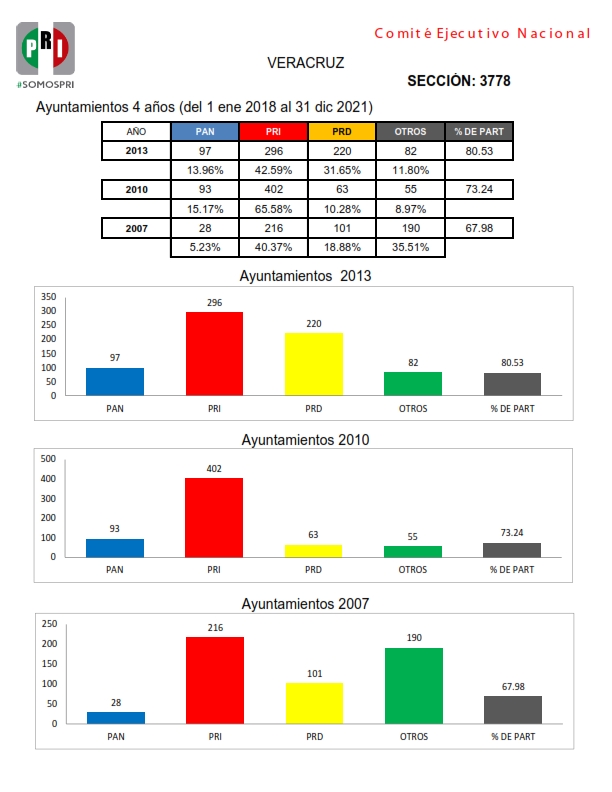 Comité Ejecutivo Nacional
PRI
#SOMOSPRI
VERACRUZ
SECCIÓN: 3778
Ayuntamientos 4 años (del 1 ene 2018 al 31 dic 2021)
AÑO PAN PRI PRD OTROS % DE PART
2013 97 296 220 82 80.53
13.96% 42.59% 31.65% 11.80%
2010 93 402 63 55 73.24
15.17% 65.58% 10.28% 8.97%
2007 28 216 101 190 67.98
5.23% 40.37% 18.88% 35.51%
Ayuntamientos 2013
350
300
250
200
150
100
50
0
97 296 220 82 80.53
PAN PRI PRD OTROS % DE PART
Ayuntamientos 2010
500
400
300
200
100
0
93 402 63 55 73.24
PAN PRI PRD OTROS % DE PART
Ayuntamientos 2007
250
200
150
100
50
0
28 216 101 190 67.98
PAN PRI PRD OTROS % DE PART